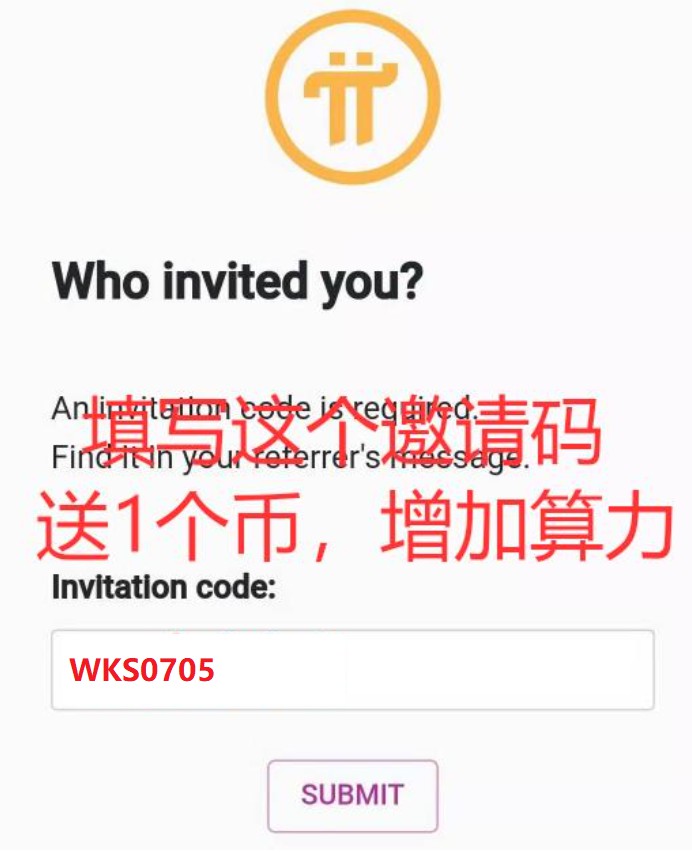 Who invited you?
An invitation code is required.
填写这个邀请码
Find it in your referrer's message.
送1个币，增加算力
Invitation code:
WKS0705
SUBMIT